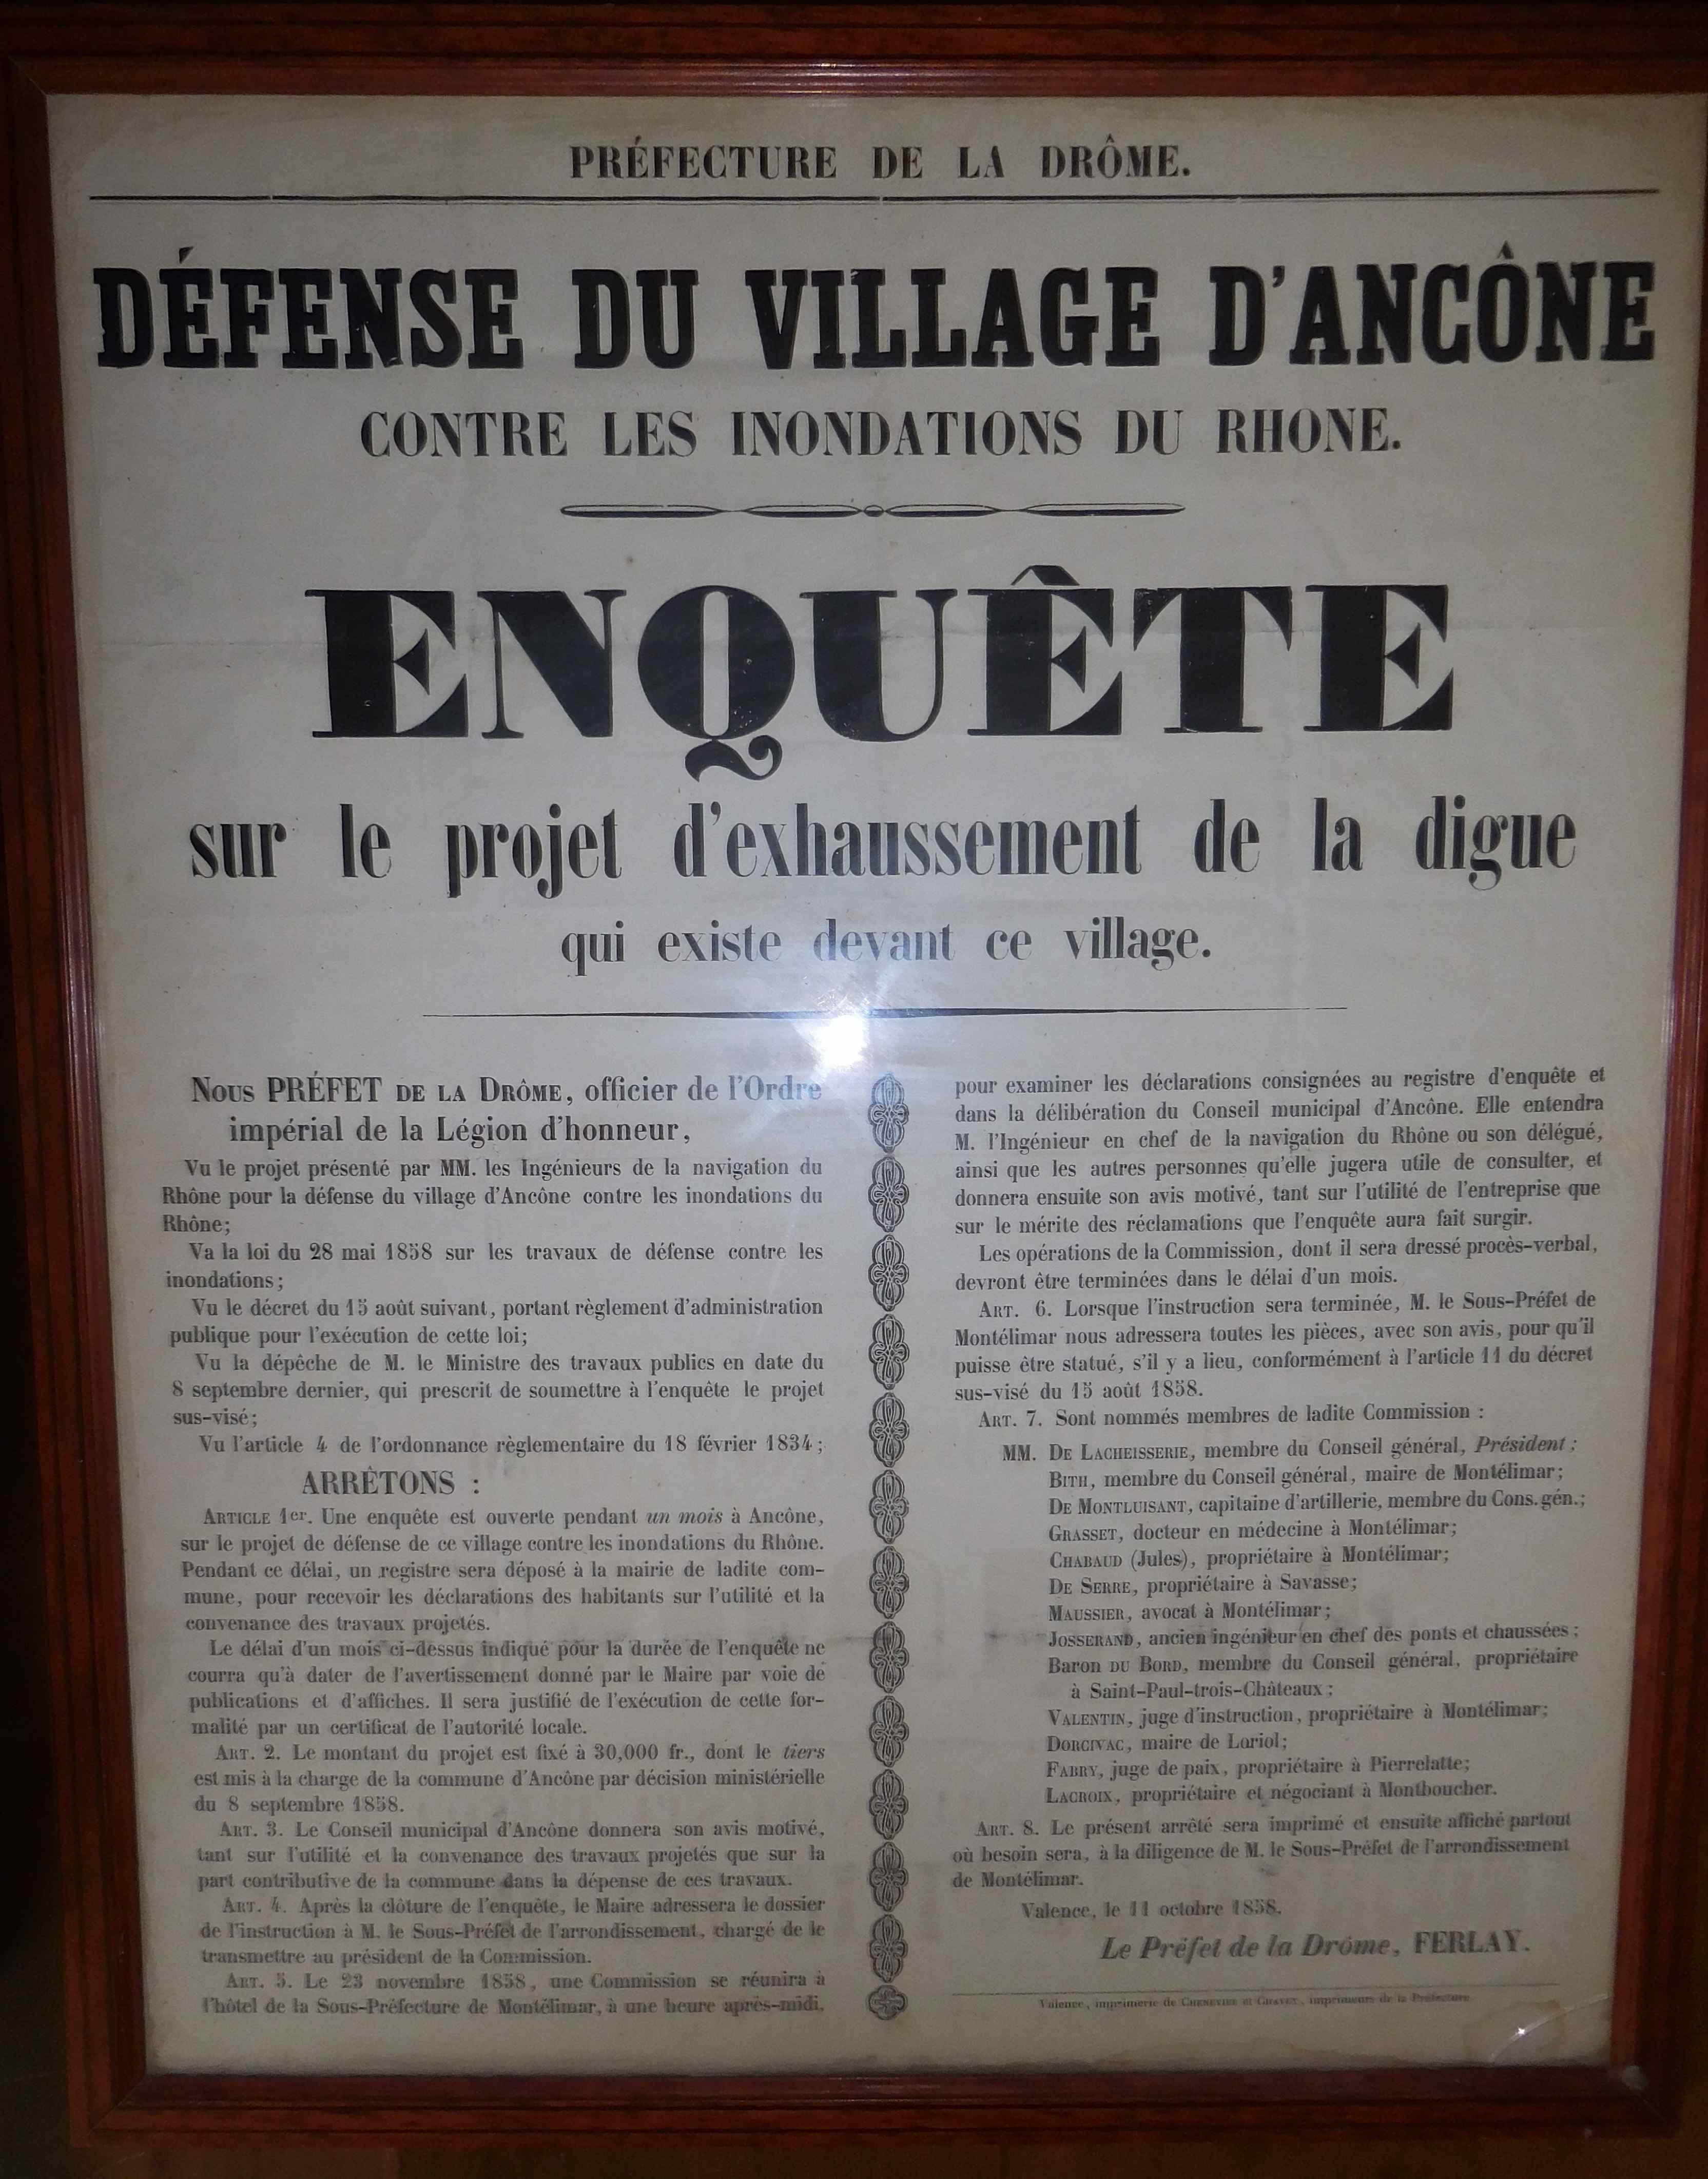 PRÉFECTURE DE LA DRÔME.
DÉFENSE DU VILLAGE D'ANCÔNE
CONTRE LES INONDATIONS DU RHONE.
ENQUÊTE
sur le projet d'exhaussement de la digue
qui existe devant ce village.
Nous PRÉFET DE LA DRÔME, officier de l'Ordre
impérial de la Légion d'honneur,
Vu le projet présenté par MM. les Ingénieurs de la navigation du
Rhône pour la défense du village d'Ancône contre les inondations du
Rhône;
Va la loi du 28 mai 1858 sur les travaux de défense contre les
inondations;
Vu le décret du 15 août suivant, portant règlement d'administration
publique pour l'exécution de cette loi;
Vu la dépêche de M. le Ministre des travaux publics en date du
8 septembre dernier, qui prescrit de soumettre à l'enquête le projet
sus-visé;
Vu l'article 4 de l'ordonnance règlementaire du 18 février 1834;
ARRÊTONS :
ARTICLE 1er. Une enquête est ouverte pendant un mois à Ancône,
sur le projet de défense de ce village contre les inondations du Rhône.
Pendant ce délai, un registre sera déposé à la mairie de ladite com-
mune, pour recevoir les déclarations des habitants sur l'utilité et la
convenance des travaux projetés.
Le délai d'un mois ci-dessus indiqué pour la durée de l'enquête ne
courra qu'à dater de l'avertissement donné par le Maire par voie de
publications et d'affiches. Il sera justifié de l'exécution de cette for-
malité par un certificat de l'autorité locale.
ART. 2. Le montant du projet est fixé à 30,000 fr., dont le tiers
est mis à la charge de la commune d'Ancône par décision ministérielle
du 8 septembre 1858.
ART. 3. Le Conseil municipal d'Ancône donnera son avis motivé,
tant sur l'utilité et la convenance des travaux projetés que sur la
part contributive de la commune dans la dépense de ces travaux.
ART. 4. Après la clôture de l'enquête, le Maire adressera le dossier
de l'instruction à M. le Sous-Préfet de l'arrondissement, chargé de le
transmettre au président de la Commission.
ART. 5. Le 23 novembre 1858, une Commission se réunira à
l'hôtel de la Sous-Préfecture de Montélimar, à une heure après-midi,
pour examiner les déclarations consignées au registre d'enquête et
dans la délibération du Conseil municipal d'Ancône. Elle entendra
M. l'Ingénieur en chef de la navigation du Rhône ou son délégué,
ainsi que les autres personnes qu'elle jugera utile de consulter, et
donnera ensuite son avis motivé, tant sur l'utilité de l'entreprise que
sur le mérite des réclamations que l'enquête aura fait surgir.
Les opérations de la Commission, dont il sera dressé procès-verbal,
devront être terminées dans le délai d'un mois.
ART. 6. Lorsque l'instruction sera terminée, M. le Sous-Préfet de
Montélimar nous adressera toutes les pièces, avec son avis, pour qu'il
puisse être statué, s'il y a lieu, conformément à l'article 11 du décret
sus-visé du 15 août 1858.
ART. 7. Sont nommés membres de ladite Commission :
MM. DE LACHEISSERIE, membre du Conseil général, Président;
BITH, membre du Conseil général, maire de Montélimar;
DE MONTLUISANT, capitaine d'artillerie, membre du Cons. gén.;
GRASSET, docteur en médecine à Montélimar;
CHABAUD (Jules), propriétaire à Montélimar;
DE SERRE, propriétaire à Savasse;
MAUSSIER, avocat à Montélimar;
JOSSERAND, ancien ingénieur en chef des ponts et chaussées;
Baron DU BORD, membre du Conseil général, propriétaire
à Saint-Paul-trois-Châteaux;
VALENTIN, juge d'instruction, propriétaire à Montélimar;
DORCIVAC, maire de Loriol;
FABRY, juge de paix, propriétaire à Pierrelatte;
LACROIX, propriétaire et négociant à Montboucher.
ART. 8. Le présent arrêté sera imprimé et ensuite affiché partout
où besoin sera, à la diligence de M. le Sous-Préfet de l'arrondissement
de Montélimar.
Valence, le 11 octobre 1858.
Le Préfet de la Drôme, FERLAY.
Valence, imprimerie de CHENEVIER et CHAVET, imprimeurs de la Préfecture